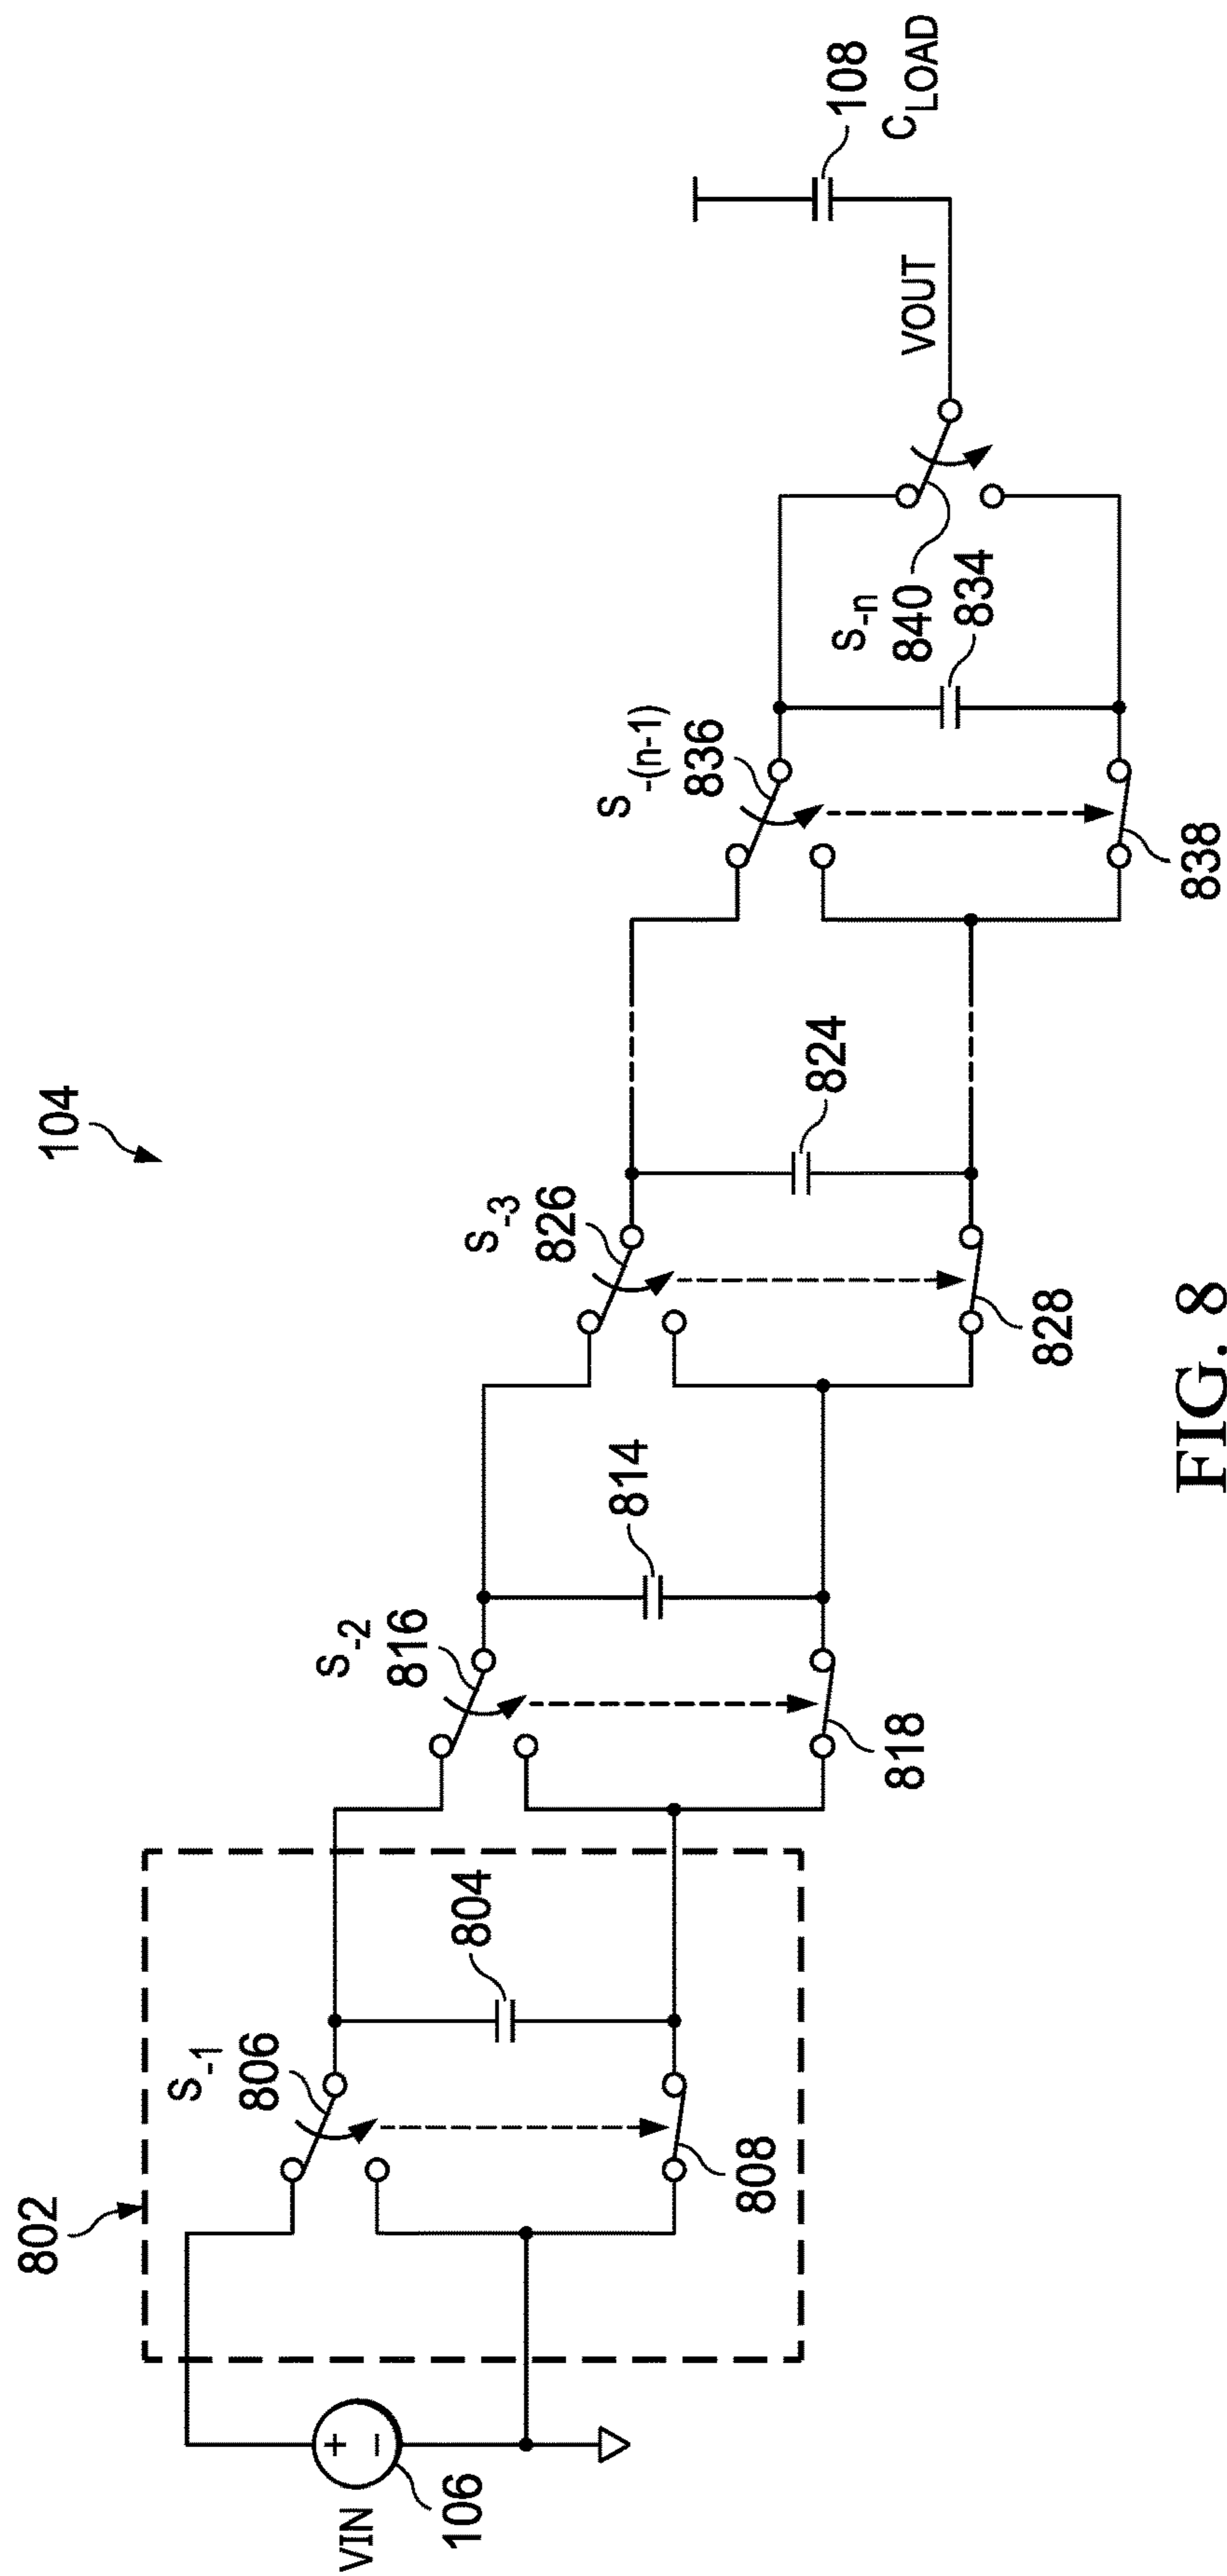 104
802
VIN
106
+
-
S-1
806
808
804
S-2
816
818
814
S-3
826
828
824
S-(n-1)
836
838
834
S-n
840
VOUT
108
CLOAD
FIG. 8